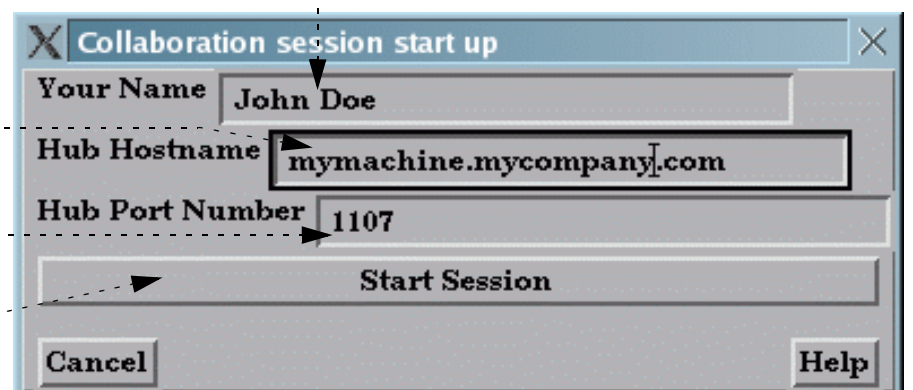 Collaboration session start up
Your Name John Doe
Hub Hostname mymachine.mycompany.com
Hub Port Number 1107
Start Session
Cancel Help